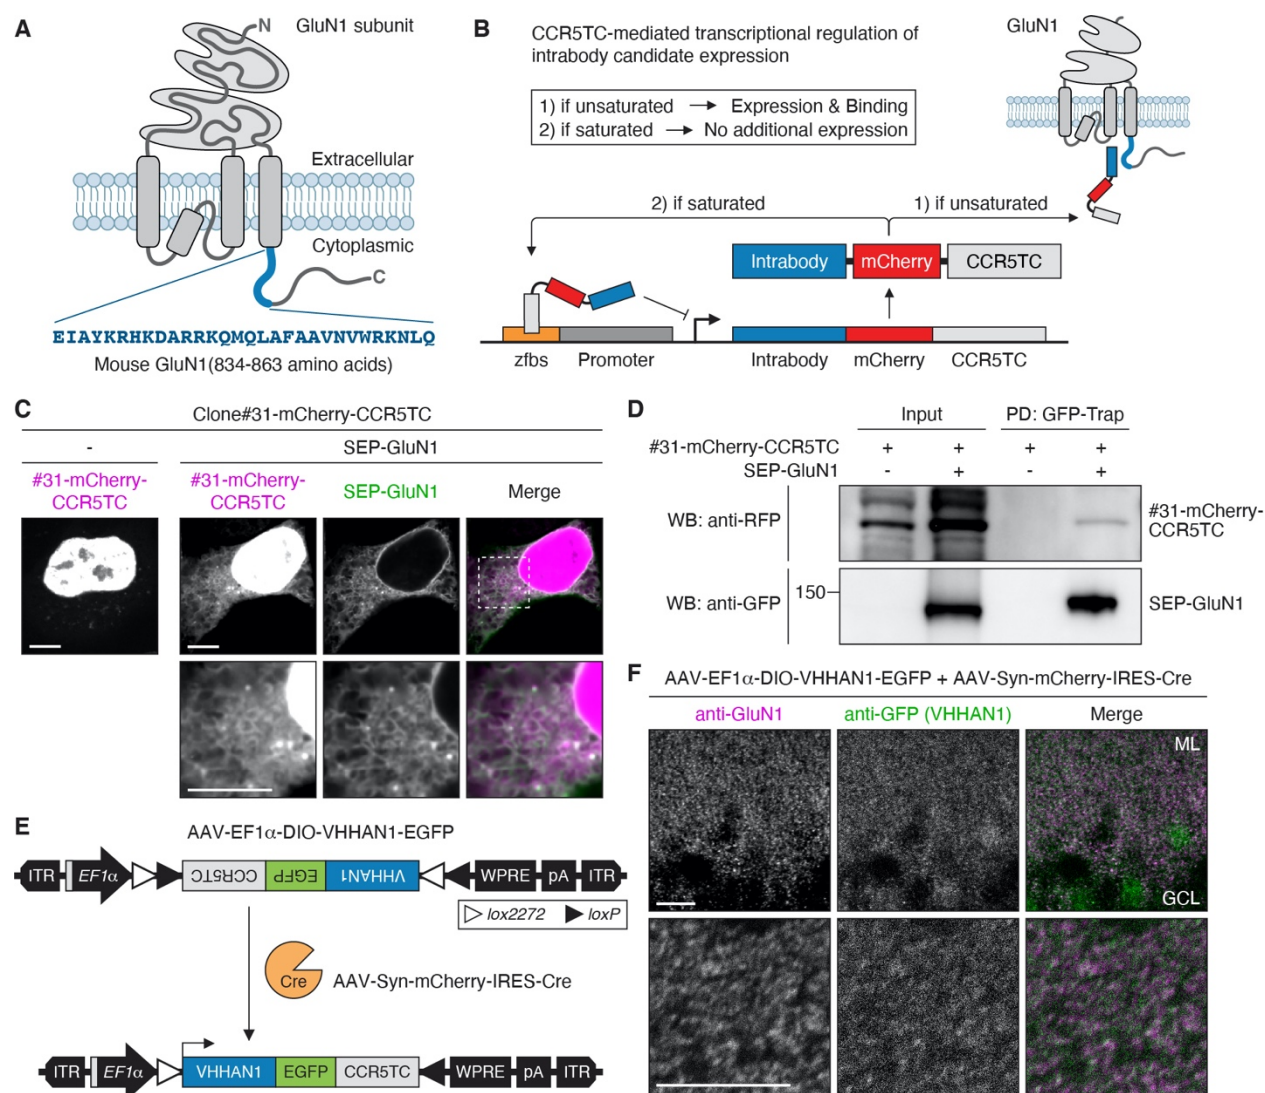 A
N
GluN1 subunit
Extracellular
Cytoplasmic
C
EIAYKRHKDARRKQMQLAFAAVNVWRKNLQ
Mouse GluN1(834-863 amino acids)
B
CCR5TC-mediated transcriptional regulation of
intrabody candidate expression
GluN1
1) if unsaturated → Expression & Binding
2) if saturated → No additional expression
2) if saturated
1) if unsaturated
Intrabody mCherry CCR5TC
zfbs Promoter Intrabody mCherry CCR5TC
C
Clone#31-mCherry-CCR5TC
- SEP-GluN1
#31-mCherry-
CCR5TC
#31-mCherry-
CCR5TC
SEP-GluN1
Merge
D
Input PD: GFP-Trap
#31-mCherry-CCR5TC + + + +
SEP-GluN1 - + - +
WB: anti-RFP
#31-mCherry-
CCR5TC
WB: anti-GFP
150
SEP-GluN1
E
AAV-EF1α-DIO-VHHAN1-EGFP
ITR EF1α CCR5TC EGFP VHHAN1 WPRE pA ITR
lox2272 loxP
Cre
AAV-Syn-mCherry-IRES-Cre
ITR EF1α VHHAN1 EGFP CCR5TC WPRE pA ITR
F
AAV-EF1α-DIO-VHHAN1-EGFP + AAV-Syn-mCherry-IRES-Cre
anti-GluN1 anti-GFP (VHHAN1) Merge
ML
GCL